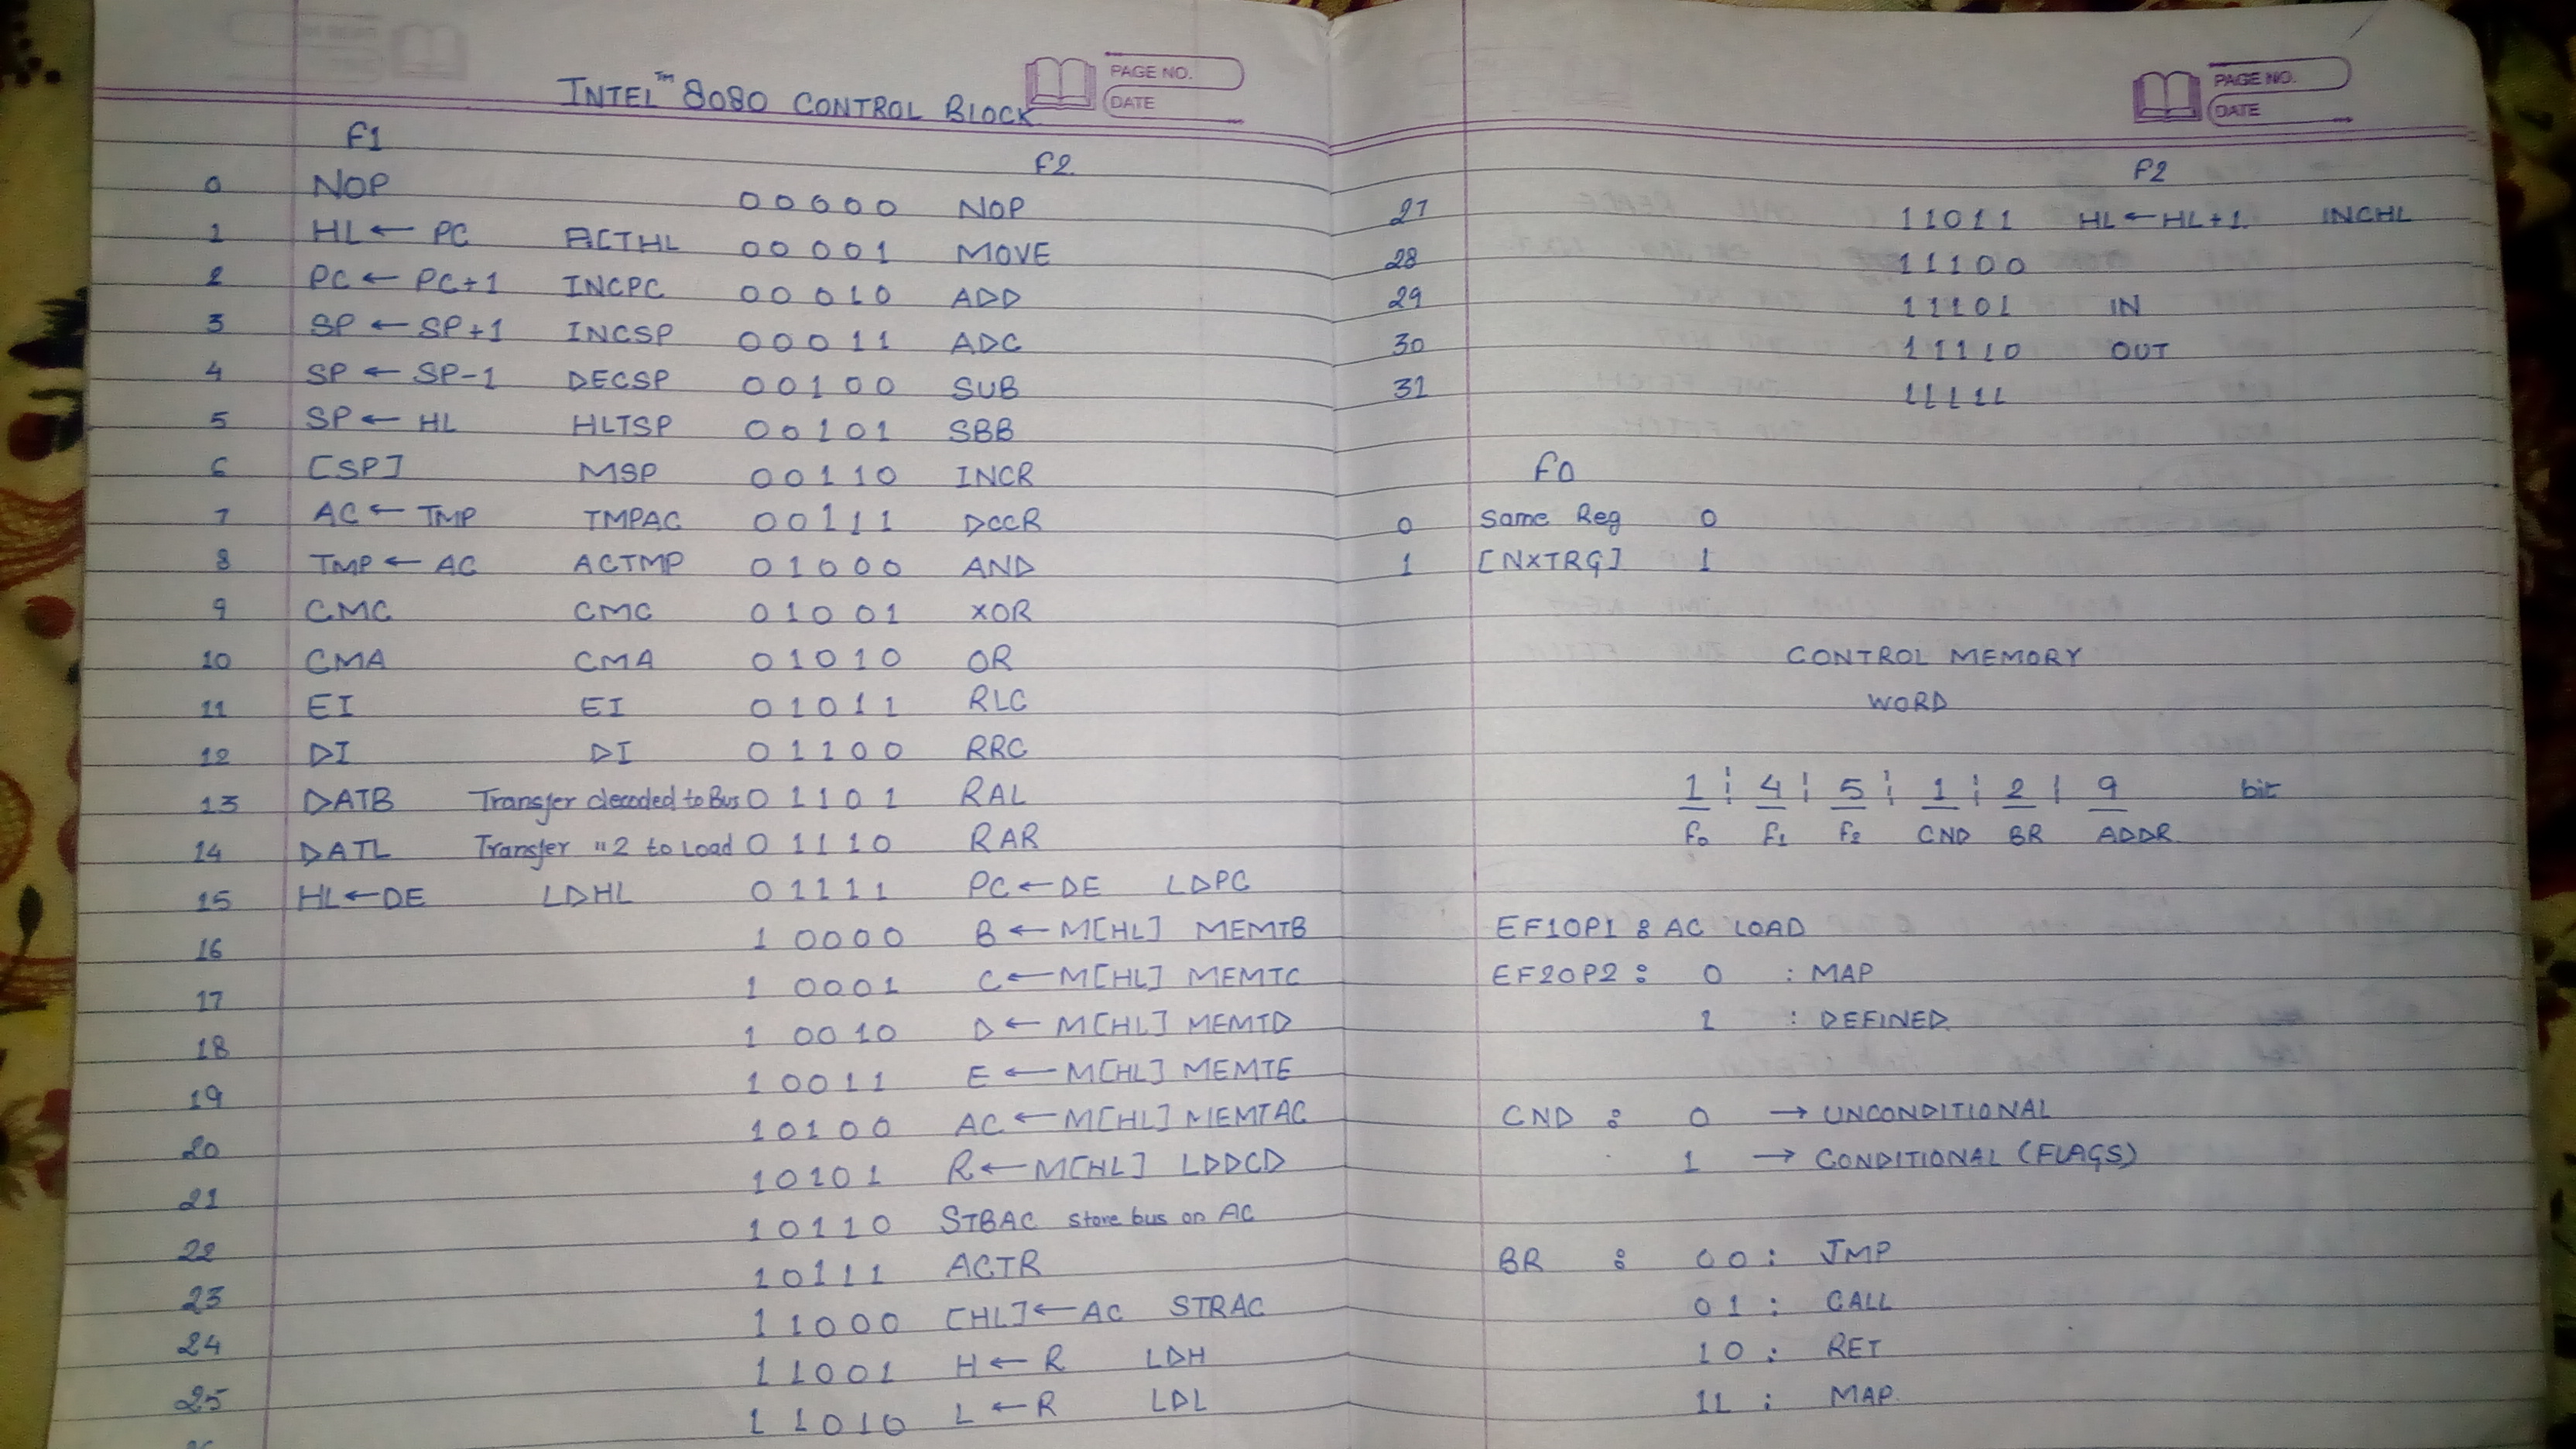 INTEL™ 8080 CONTROL BLOCK
PAGE NO.
DATE
F1
F2
0 NOP 00000 NOP
1 HL ← PC ACTHL 00001 MOVE
2 PC ← PC+1 INCPC 00010 ADD
3 SP ← SP+1 INCSP 00011 ADC
4 SP ← SP-1 DECSP 00100 SUB
5 SP ← HL HLTSP 00101 SBB
6 [SP] MSP 00110 INCR
7 AC ← TMP TMPAC 00111 DCCR
8 TMP ← AC ACTMP 01000 AND
9 CMC CMC 01001 XOR
10 CMA CMA 01010 OR
11 EI EI 01011 RLC
12 DI DI 01100 RRC
13 DATB Transfer decoded to Bus 01101 RAL
14 DATL Transfer "2 to Load 01110 RAR
15 HL←DE LDHL 01111 PC←DE LDPC
16 10000 B ← M[HL] MEMTB
17 10001 C ← M[HL] MEMTC
18 10010 D ← M[HL] MEMTD
19 10011 E ← M[HL] MEMTE
20 10100 AC ← M[HL] MEMTAC
21 10101 R ← M[HL] LDDCD
22 10110 STBAC store bus on AC
23 10111 ACTR
24 11000 [HL] ← AC STRAC
25 11001 H ← R LDH
11010 L ← R LDL
PAGE NO.
DATE
F2
27 11011 HL ← HL+1 INCHL
28 11100
29 11101 IN
30 11110 OUT
31 11111
F0
0 Same Reg 0
1 [NXTRG] 1
CONTROL MEMORY
WORD
1 ¦ 4 ¦ 5 ¦ 1 ¦ 2 ¦ 9 bit
F0 F1 F2 CND BR ADDR
EF1OP1 : AC LOAD
EF2OP2 : 0 : MAP
1 : DEFINED
CND : 0 → UNCONDITIONAL
1 → CONDITIONAL (FLAGS)
BR : 00 : JMP
01 : CALL
10 : RET
11 : MAP